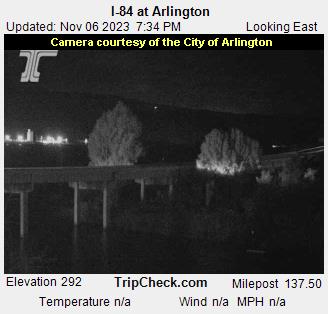 I-84 at Arlington
Updated: Nov 06 2023 7:34 PM Looking East
Camera courtesy of the City of Arlington
Elevation 292 TripCheck.com Milepost 137.50
Temperature n/a Wind n/a MPH n/a